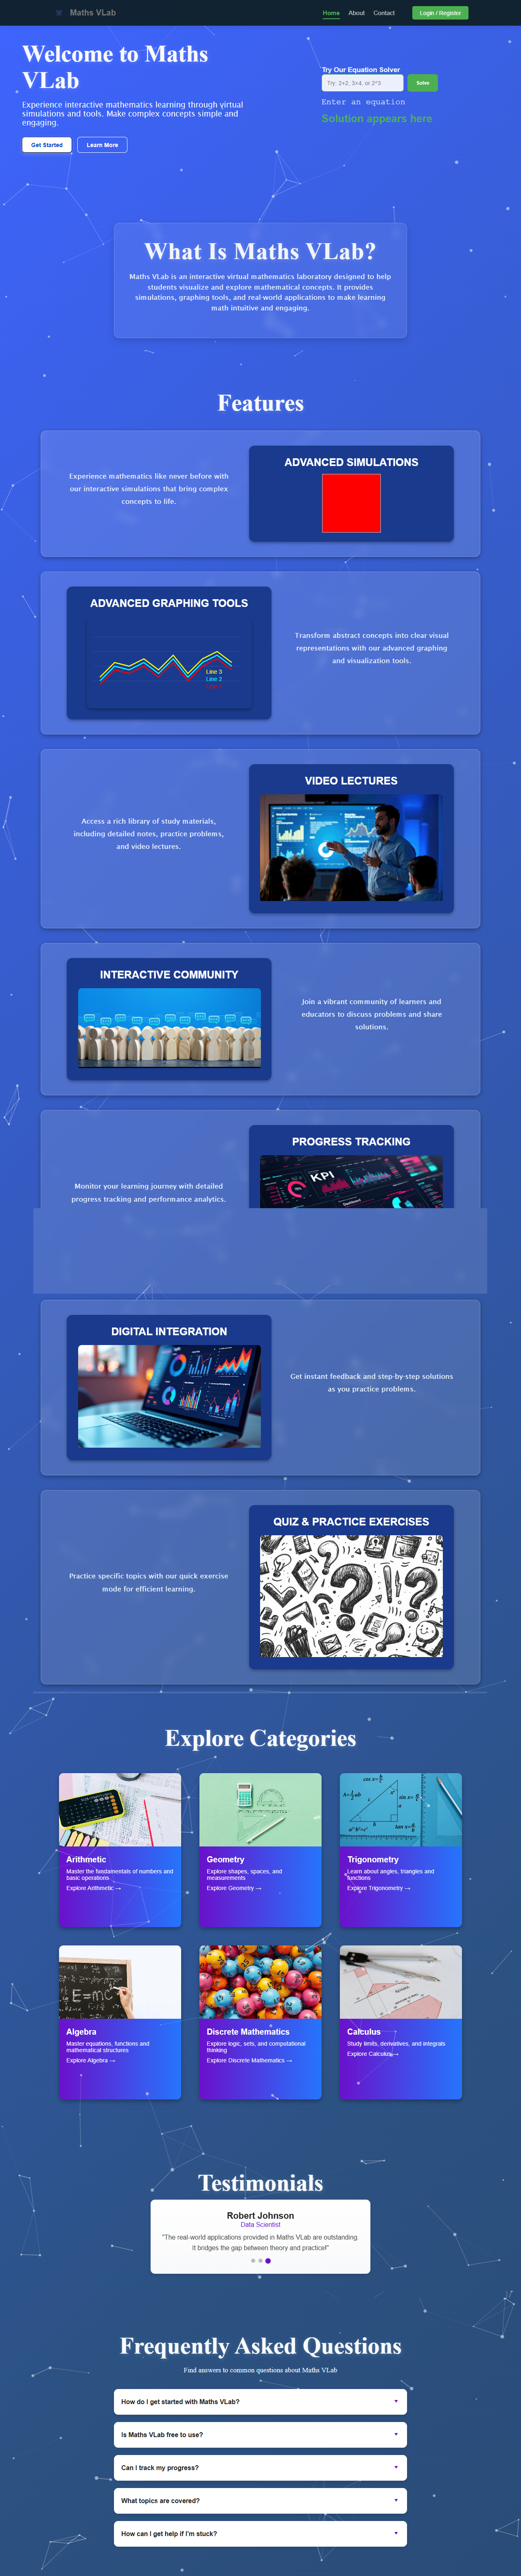 Maths VLab
Home About Contact Login / Register
Welcome to Maths
VLab
Experience interactive mathematics learning through virtual
simulations and tools. Make complex concepts simple and
engaging.
Get Started Learn More
Try Our Equation Solver
Try: 2+2, 3×4, or 2^3 Solve
Enter an equation
Solution appears here
What Is Maths VLab?
Maths VLab is an interactive virtual mathematics laboratory designed to help
students visualize and explore mathematical concepts. It provides
simulations, graphing tools, and real-world applications to make learning
math intuitive and engaging.
Features
Experience mathematics like never before with
our interactive simulations that bring complex
concepts to life.
ADVANCED SIMULATIONS
ADVANCED GRAPHING TOOLS
Line 3
Line 2
Transform abstract concepts into clear visual
representations with our advanced graphing
and visualization tools.
Access a rich library of study materials,
including detailed notes, practice problems,
and video lectures.
VIDEO LECTURES
INTERACTIVE COMMUNITY
Join a vibrant community of learners and
educators to discuss problems and share
solutions.
Monitor your learning journey with detailed
progress tracking and performance analytics.
PROGRESS TRACKING
KPI
Dashboard
DIGITAL INTEGRATION
Get instant feedback and step-by-step solutions
as you practice problems.
Practice specific topics with our quick exercise
mode for efficient learning.
QUIZ & PRACTICE EXERCISES
Explore Categories
Arithmetic
Master the fundamentals of numbers and
basic operations
Explore Arithmetic →
Geometry
Explore shapes, spaces, and
measurements
Explore Geometry →
Trigonometry
Learn about angles, triangles and
functions
Explore Trigonometry →
E=mc²
Algebra
Master equations, functions and
mathematical structures
Explore Algebra →
Discrete Mathematics
Explore logic, sets, and computational
thinking
Explore Discrete Mathematics →
Calculus
Study limits, derivatives, and integrals
Explore Calculus →
Testimonials
Robert Johnson
Data Scientist
"The real-world applications provided in Maths VLab are outstanding.
It bridges the gap between theory and practice!"
Frequently Asked Questions
Find answers to common questions about Maths VLab
How do I get started with Maths VLab?
Is Maths VLab free to use?
Can I track my progress?
What topics are covered?
How can I get help if I'm stuck?